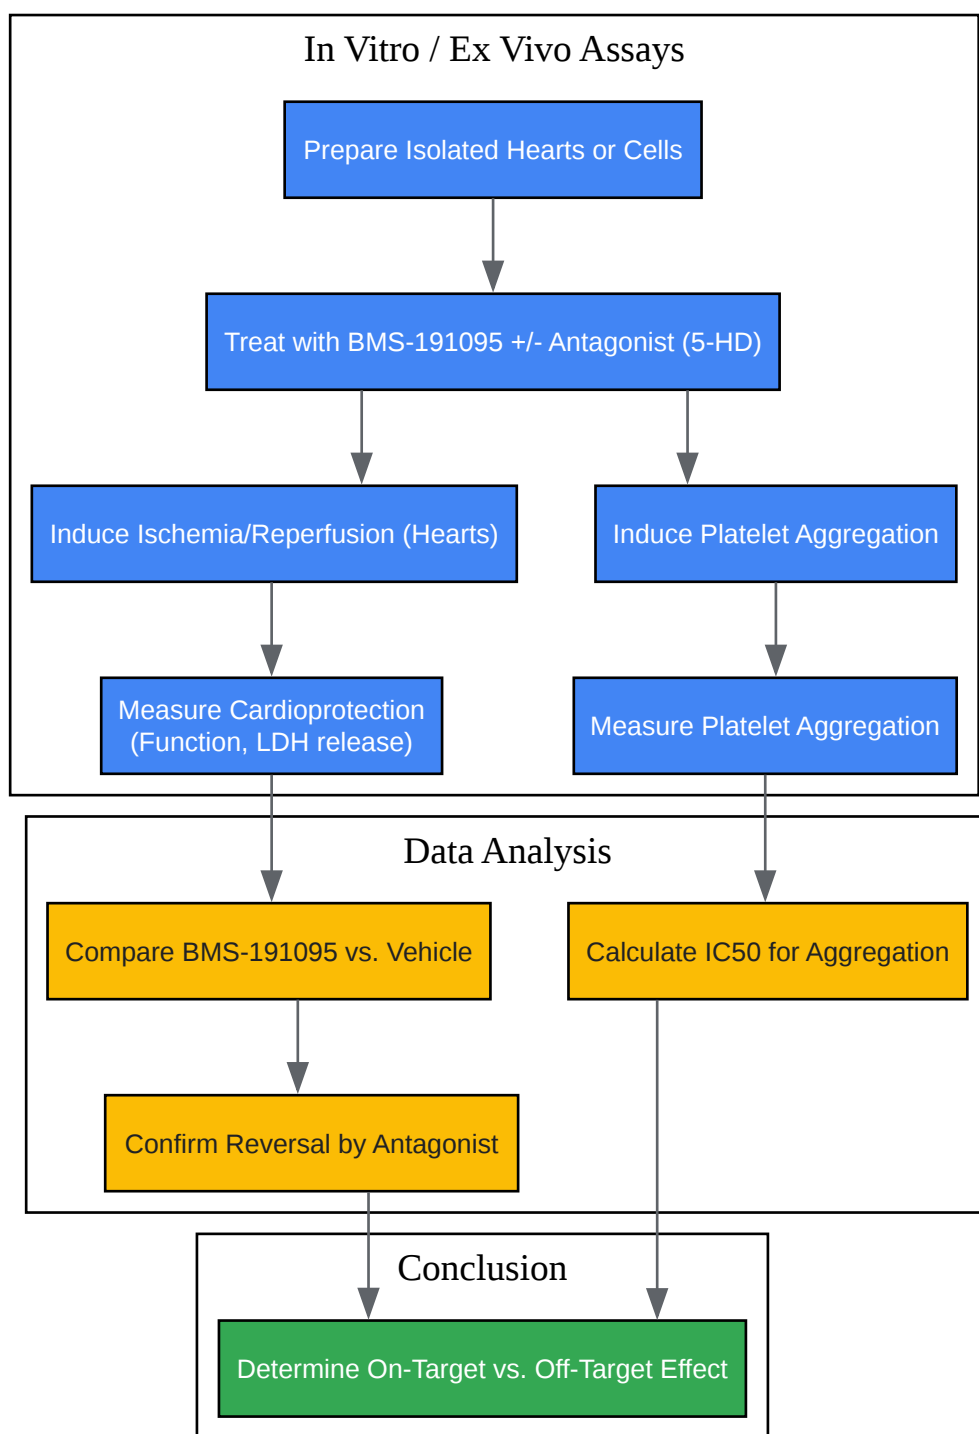 In Vitro / Ex Vivo Assays
Prepare Isolated Hearts or Cells
Treat with BMS-191095 +/- Antagonist (5-HD)
Induce Ischemia/Reperfusion (Hearts)
Induce Platelet Aggregation
Measure Cardioprotection
(Function, LDH release)
Measure Platelet Aggregation
Data Analysis
Compare BMS-191095 vs. Vehicle
Calculate IC50 for Aggregation
Confirm Reversal by Antagonist
Conclusion
Determine On-Target vs. Off-Target Effect